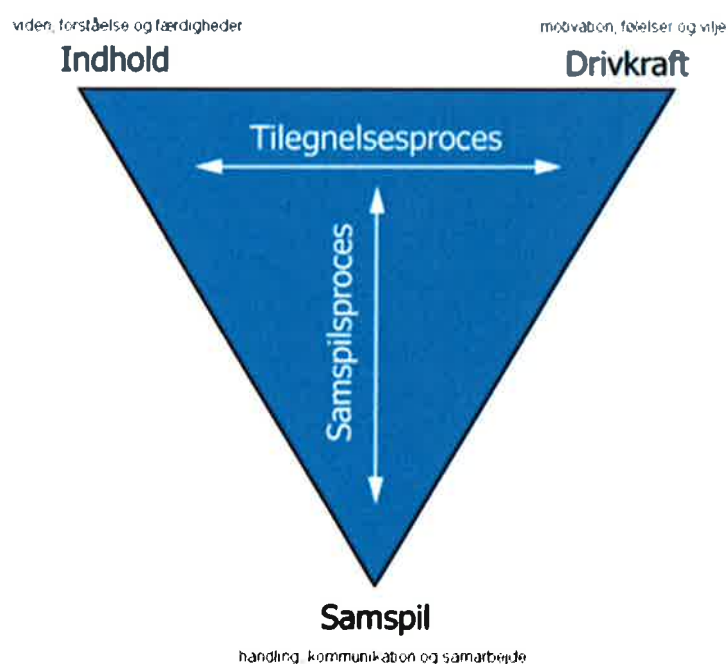 viden, forståelse og færdigheder
motivation, følelser og vilje
Indhold
Drivkraft
Tilegnelsesproces
Samspilsproces
Samspil
handling, kommunikation og samarbejde